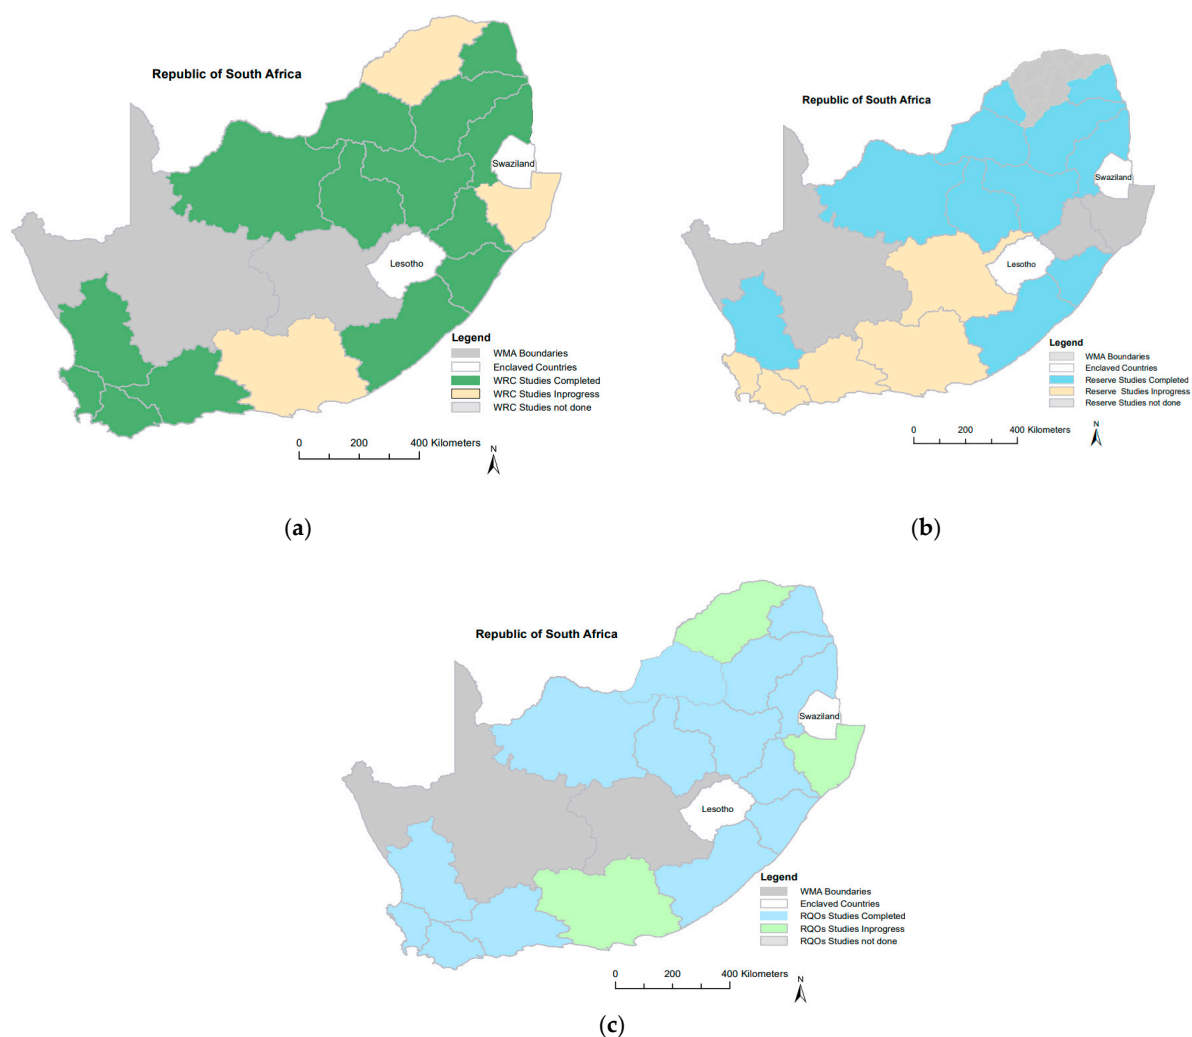 Republic of South Africa
Swaziland
Lesotho
Legend
WMA Boundaries
Enclaved Countries
WRC Studies Completed
WRC Studies Inprogress
WRC Studies not done
0 200 400 Kilometers
N
(a)
Republic of South Africa
Swaziland
Lesotho
Legend
WMA Boundaries
Enclaved Countries
Reserve Studies Completed
Reserve Studies Inprogress
Reserve Studies not done
0 200 400 Kilometers
N
(b)
Republic of South Africa
Swaziland
Lesotho
Legend
WMA Boundaries
Enclaved Countries
RQOs Studies Completed
RQOs Studies Inprogress
RQOs Studies not done
0 200 400 Kilometers
N
(c)